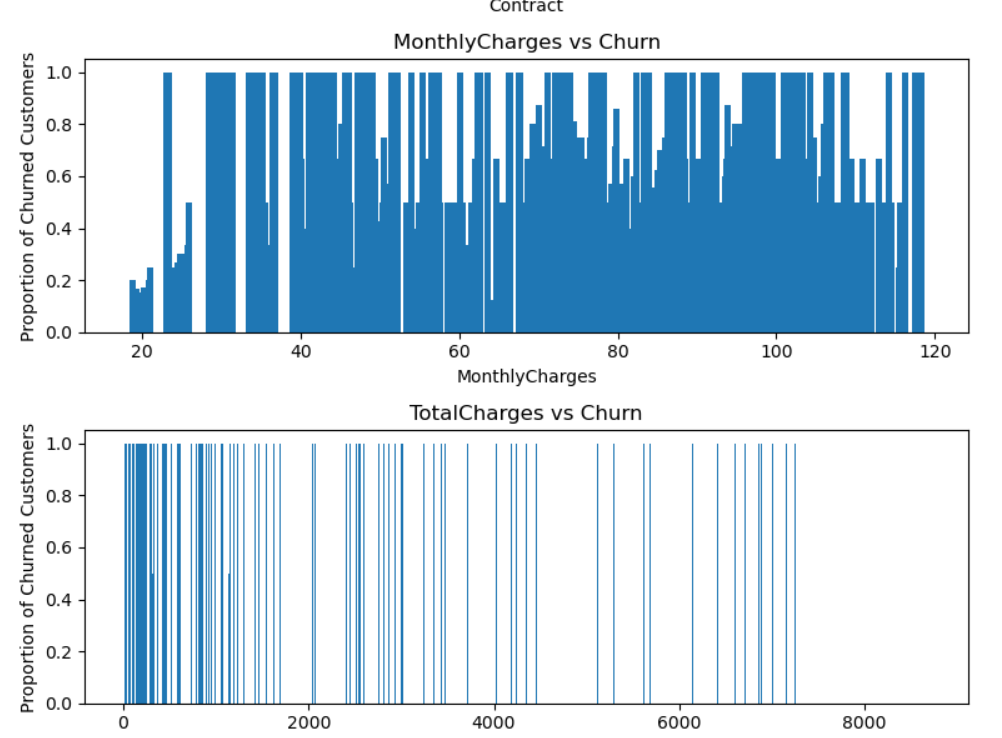 Contract
MonthlyCharges vs Churn
Proportion of Churned Customers
1.0
0.8
0.6
0.4
0.2
0.0
20 40 60 80 100 120
MonthlyCharges
TotalCharges vs Churn
Proportion of Churned Customers
1.0
0.8
0.6
0.4
0.2
0.0
0 2000 4000 6000 8000